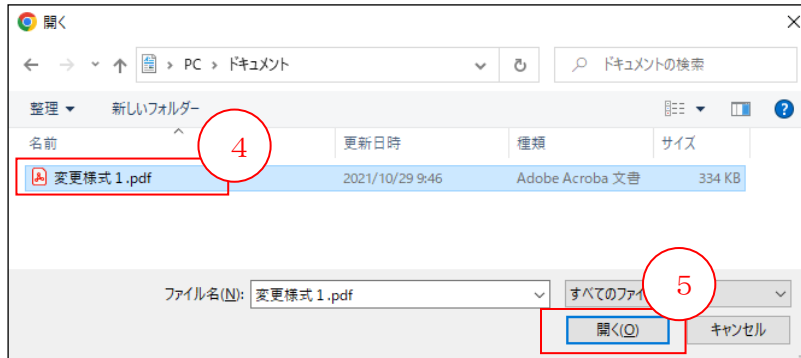 開く
PC › ドキュメント ドキュメントの検索
整理 新しいフォルダー ?
名前 更新日時 種類 サイズ
4
変更様式１.pdf 2021/10/29 9:46 Adobe Acroba 文書 334 KB
ファイル名(N): 変更様式１.pdf すべてのファイ
5
開く(O) キャンセル